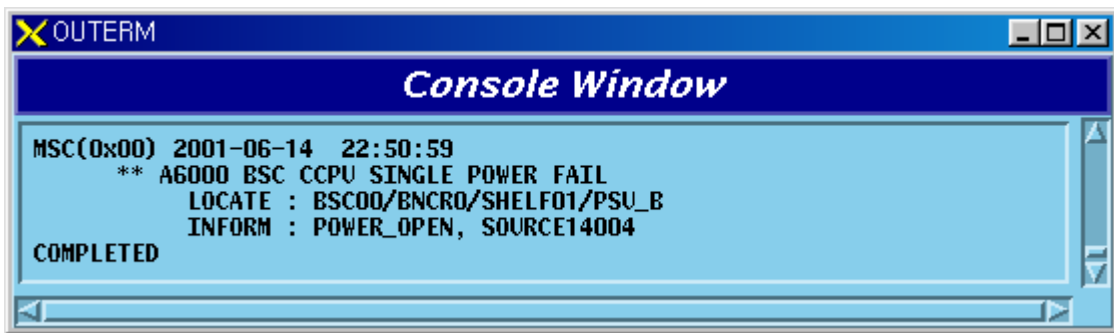 OUTERM
Console Window
MSC(0x00) 2001-06-14 22:50:59
** A6000 BSC CCPU SINGLE POWER FAIL
LOCATE : BSC00/BNCR0/SHELF01/PSU_B
INFORM : POWER_OPEN, SOURCE14004
COMPLETED